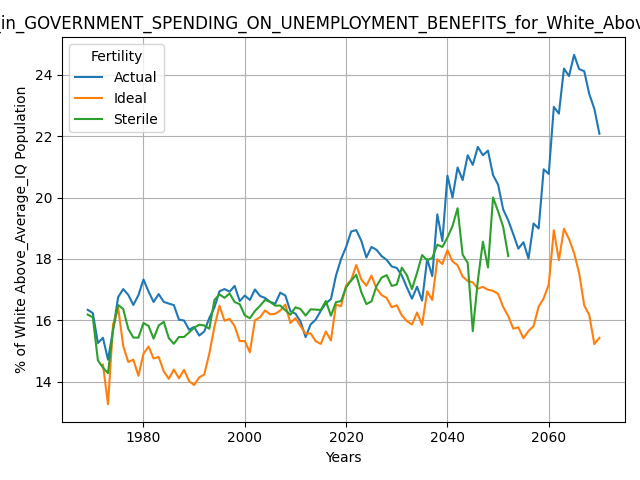 _in_GOVERNMENT_SPENDING_ON_UNEMPLOYMENT_BENEFITS_for_White_Abov
Fertility
Actual
Ideal
Sterile
% of White Above_Average_IQ Population
24
22
20
18
16
14
1980
2000
2020
2040
2060
Years